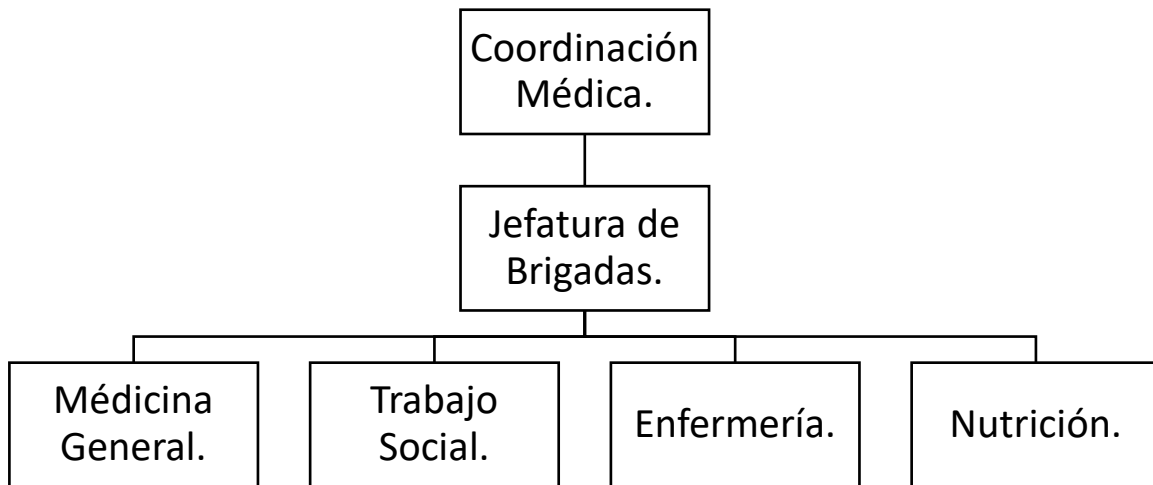 Coordinación
Médica.
Jefatura de
Brigadas.
Médicina
General.
Trabajo
Social.
Enfermería.
Nutrición.